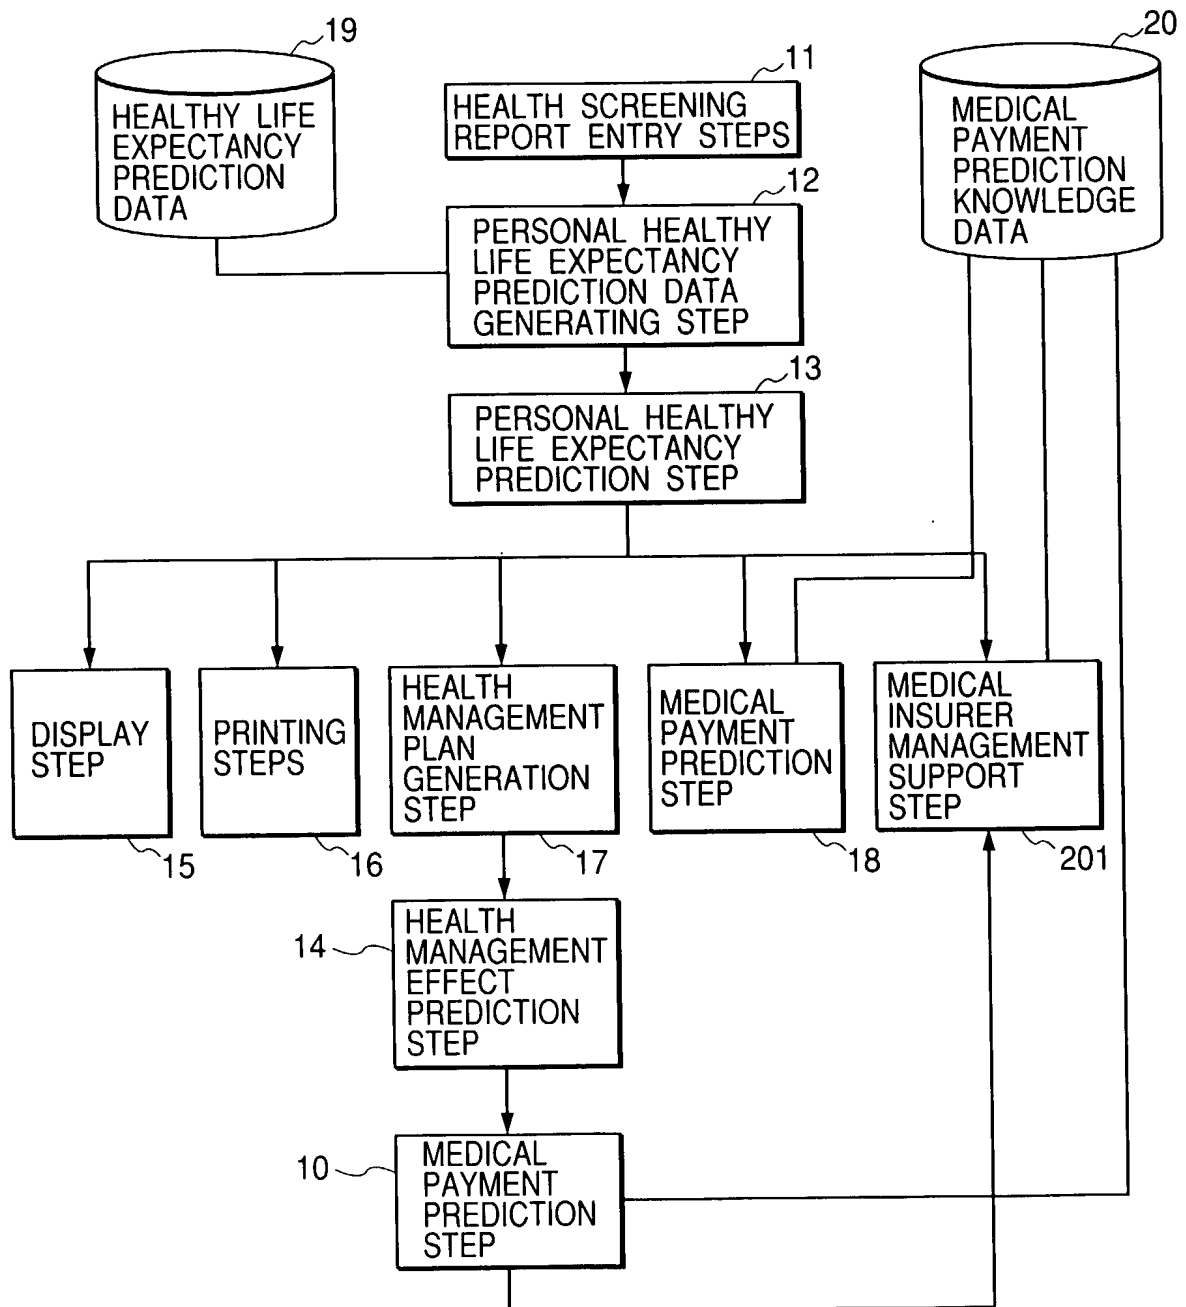 19
HEALTHY LIFE
EXPECTANCY
PREDICTION
DATA
11
HEALTH SCREENING
REPORT ENTRY STEPS
20
MEDICAL
PAYMENT
PREDICTION
KNOWLEDGE
DATA
12
PERSONAL HEALTHY
LIFE EXPECTANCY
PREDICTION DATA
GENERATING STEP
13
PERSONAL HEALTHY
LIFE EXPECTANCY
PREDICTION STEP
DISPLAY
STEP
15
PRINTING
STEPS
16
HEALTH
MANAGEMENT
PLAN
GENERATION
STEP
17
MEDICAL
PAYMENT
PREDICTION
STEP
18
MEDICAL
INSURER
MANAGEMENT
SUPPORT
STEP
201
14
HEALTH
MANAGEMENT
EFFECT
PREDICTION
STEP
10
MEDICAL
PAYMENT
PREDICTION
STEP